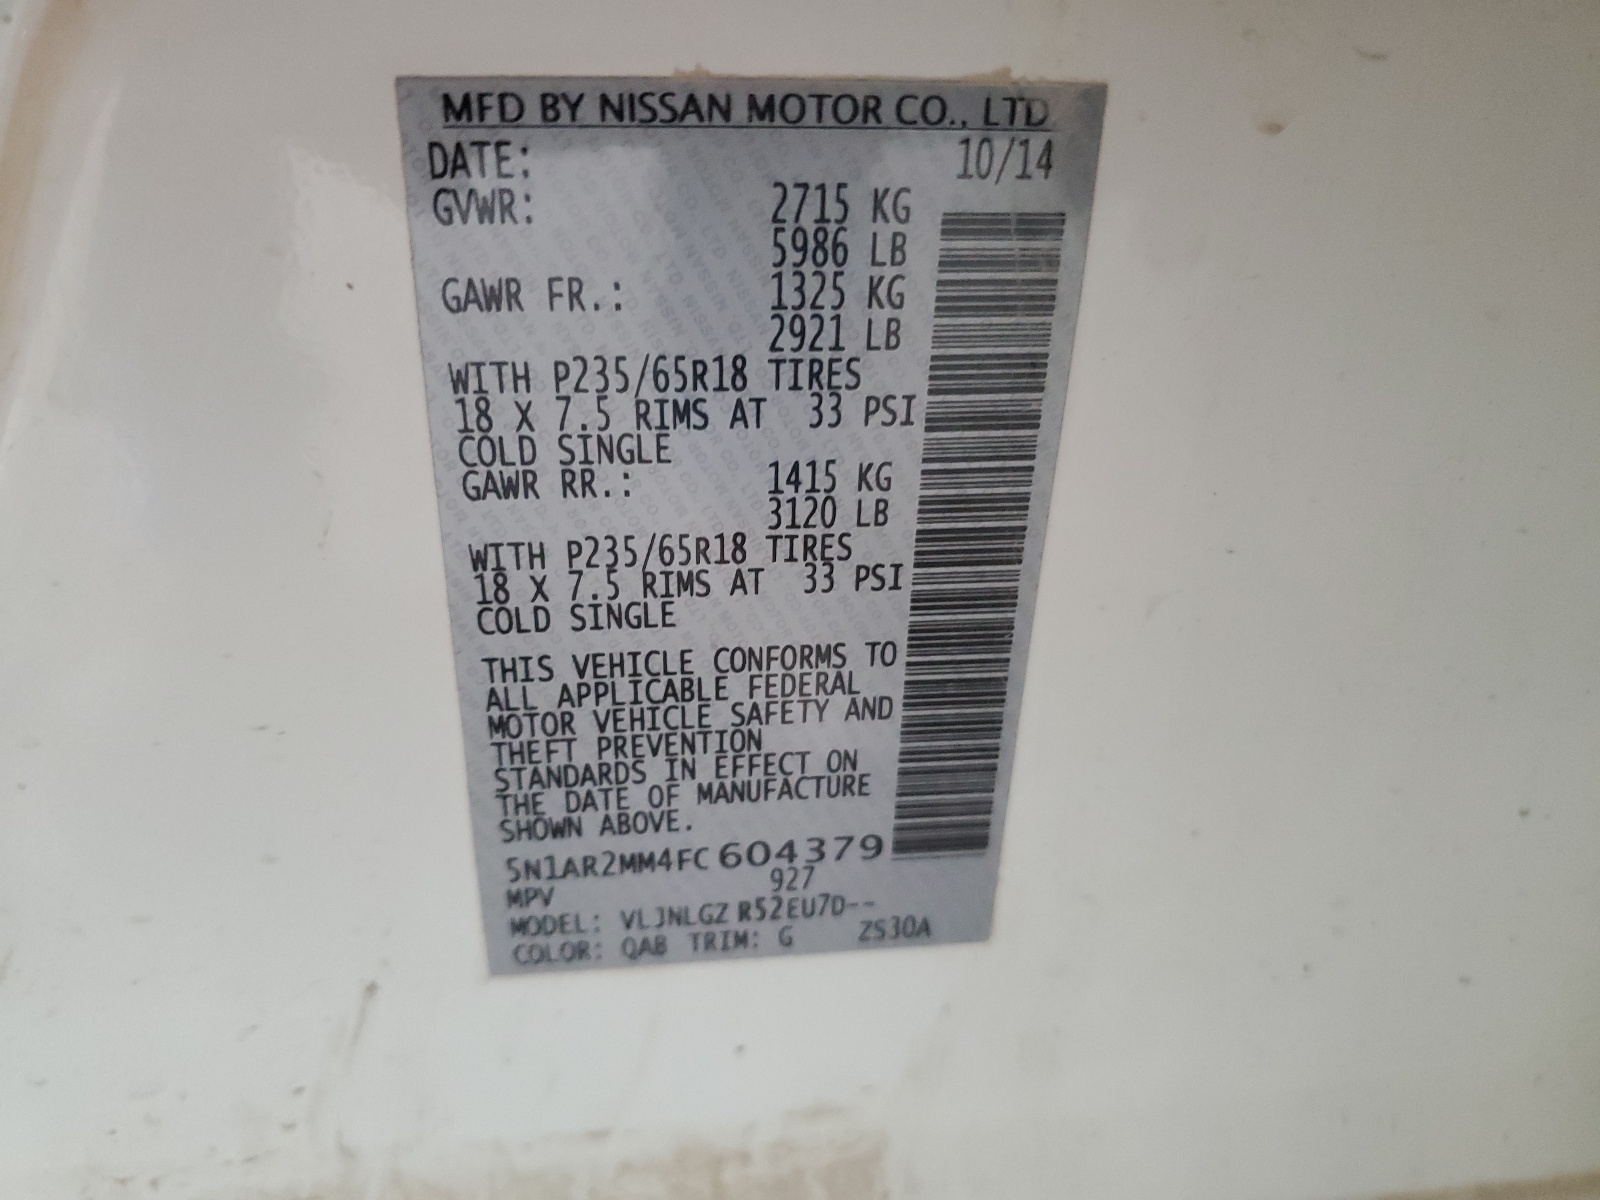 MFD BY NISSAN MOTOR CO., LTD.
DATE: 10/14
GVWR: 2715 KG
5986 LB
GAWR FR.: 1325 KG
2921 LB
WITH P235/65R18 TIRES
18 X 7.5 RIMS AT 33 PSI
COLD SINGLE
GAWR RR.: 1415 KG
3120 LB
WITH P235/65R18 TIRES
18 X 7.5 RIMS AT 33 PSI
COLD SINGLE
THIS VEHICLE CONFORMS TO
ALL APPLICABLE FEDERAL
MOTOR VEHICLE SAFETY AND
THEFT PREVENTION
STANDARDS IN EFFECT ON
THE DATE OF MANUFACTURE
SHOWN ABOVE.
5N1AR2MM4FC604379
MPV 927
MODEL: VLJNLGZ R52EU7D--
COLOR: QAB TRIM: G ZS30A